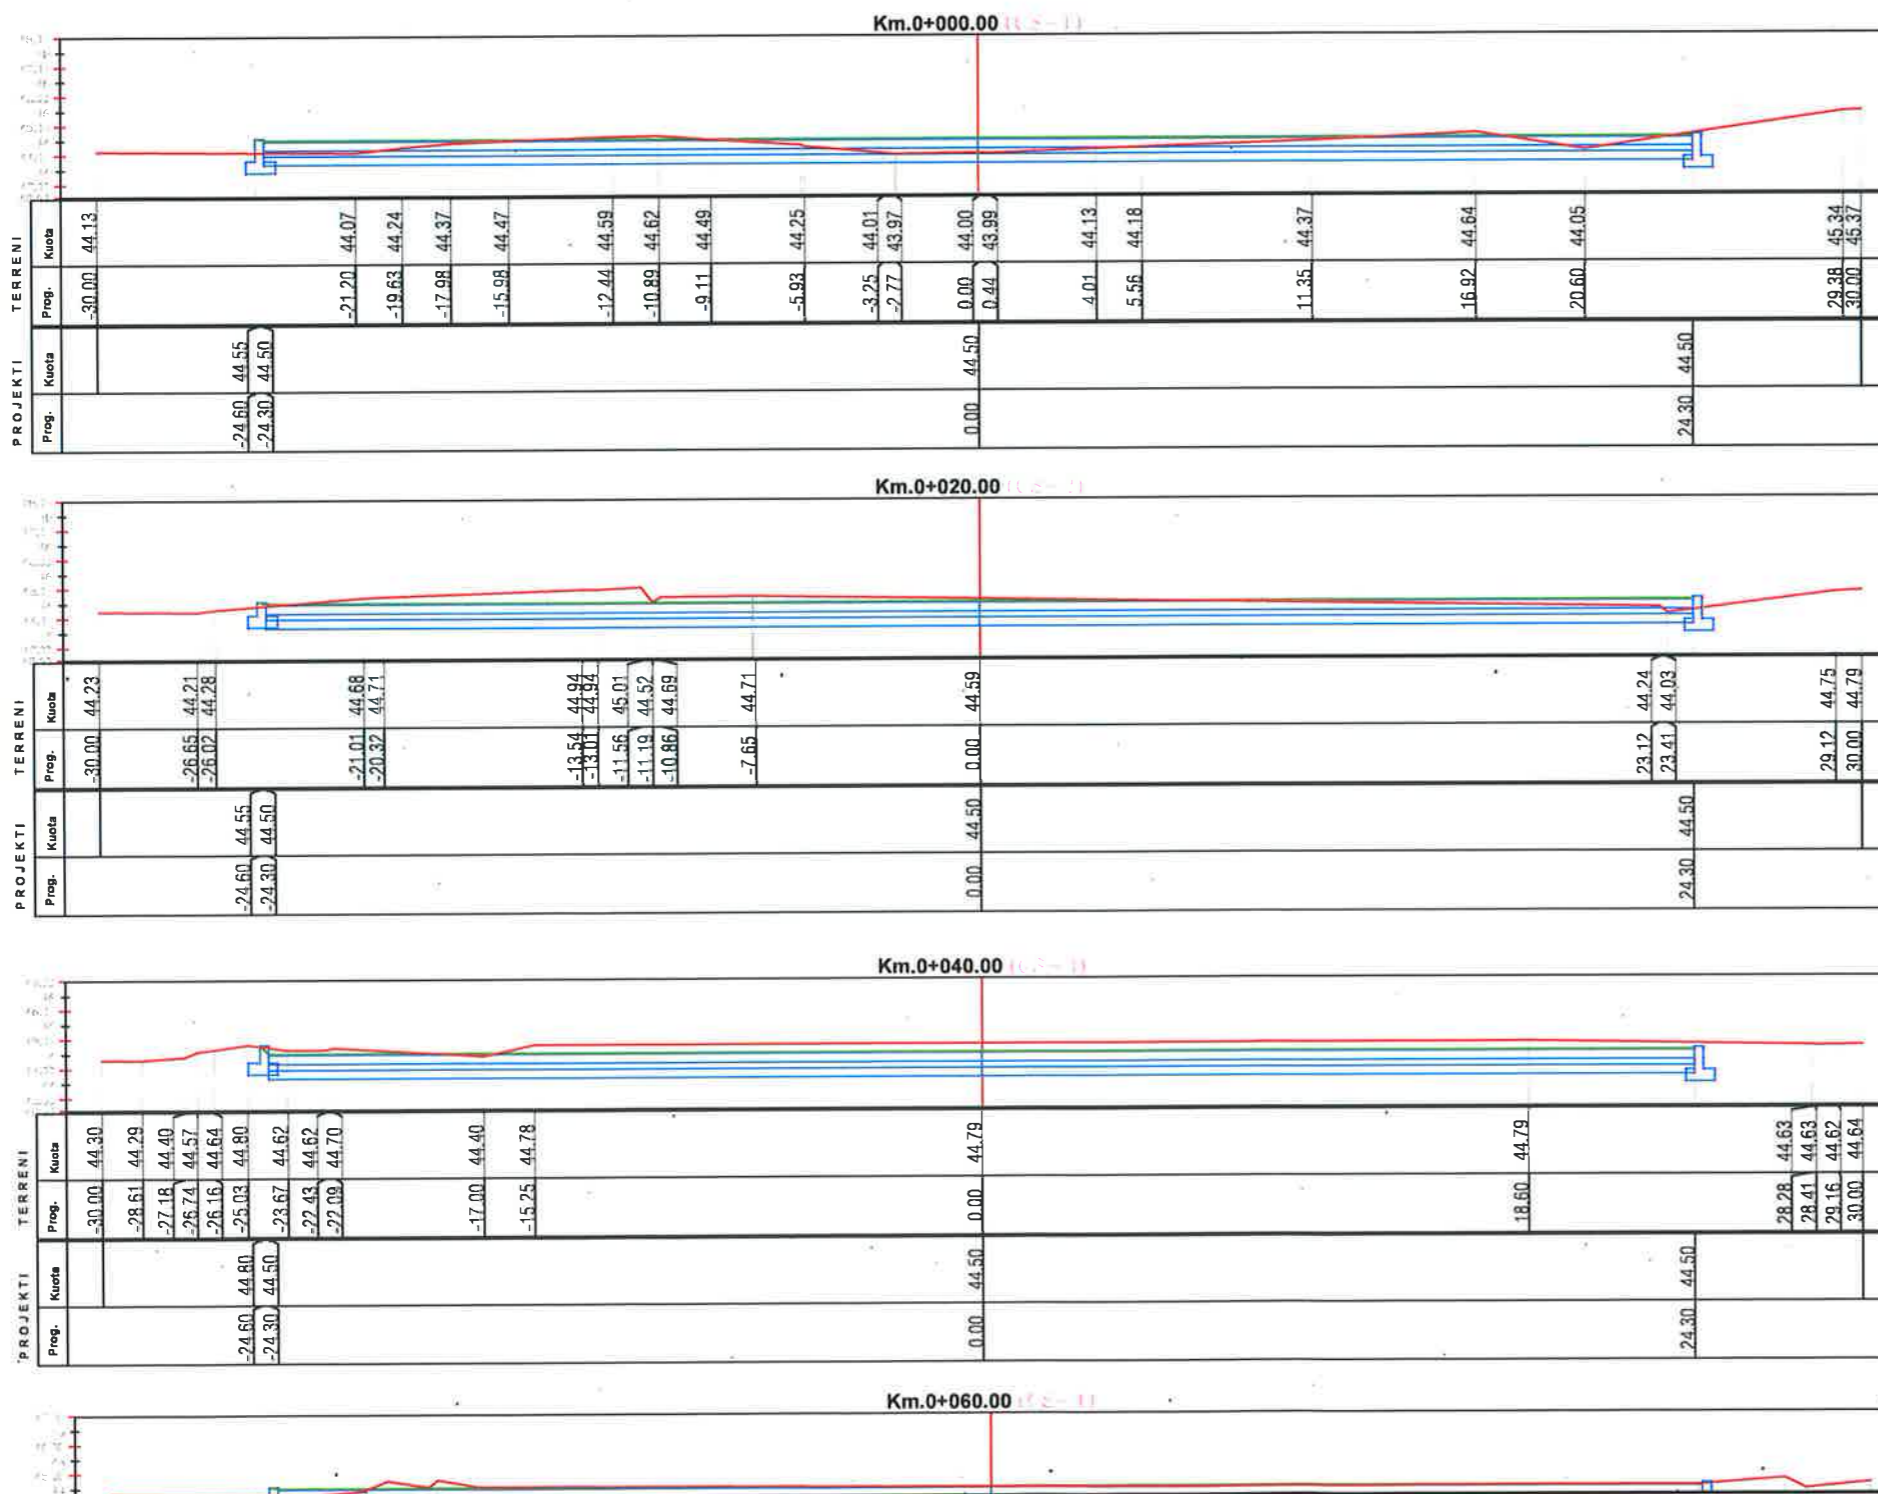 Km.0+000.00
TERRENI Kuota 44.13 44.07 44.24 44.37 44.47 44.59 44.62 44.49 44.25 44.01 43.97 44.00 43.99 44.13 44.18 44.37 44.64 44.05 45.34 45.37
Prog. -30.00 -21.20 -19.63 -17.98 -15.98 -12.44 -10.89 -9.11 -5.93 -3.25 -2.77 0.00 0.44 4.01 5.56 11.35 16.92 20.60 29.38 30.00
PROJEKTI Kuota 44.55 44.50 44.50 44.50
Prog. -24.60 -24.30 0.00 24.30
Km.0+020.00
TERRENI Kuota 44.23 44.21 44.28 44.68 44.71 44.94 44.94 45.01 44.52 44.69 44.71 44.59 44.24 44.03 44.75 44.79
Prog. -30.00 -26.65 -26.02 -21.01 -20.32 -13.54 -13.01 -11.56 -11.19 -10.86 -7.65 0.00 23.12 23.41 29.12 30.00
PROJEKTI Kuota 44.55 44.50 44.50 44.50
Prog. -24.60 -24.30 0.00 24.30
Km.0+040.00
TERRENI Kuota 44.30 44.29 44.40 44.57 44.64 44.80 44.62 44.62 44.70 44.40 44.78 44.79 44.79 44.63 44.63 44.62 44.64
Prog. -30.00 -28.61 -27.18 -26.74 -26.16 -25.03 -23.67 -22.43 -22.09 -17.00 -15.25 0.00 18.60 28.28 28.41 29.16 30.00
PROJEKTI Kuota 44.80 44.50 44.50 44.50
Prog. -24.60 -24.30 0.00 24.30
Km.0+060.00